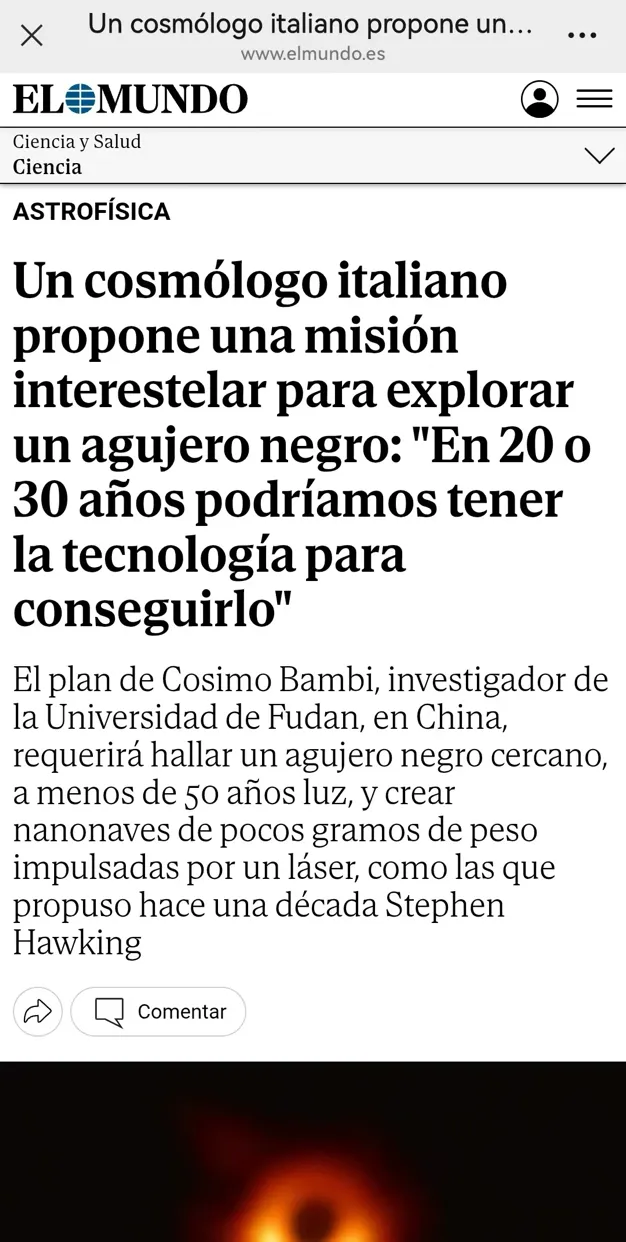 Un cosmólogo italiano propone un...
www.elmundo.es
EL MUNDO
Ciencia y Salud
Ciencia
ASTROFÍSICA
Un cosmólogo italiano
propone una misión
interestelar para explorar
un agujero negro: "En 20 o
30 años podríamos tener
la tecnología para
conseguirlo"
El plan de Cosimo Bambi, investigador de
la Universidad de Fudan, en China,
requerirá hallar un agujero negro cercano,
a menos de 50 años luz, y crear
nanonaves de pocos gramos de peso
impulsadas por un láser, como las que
propuso hace una década Stephen
Hawking
Comentar